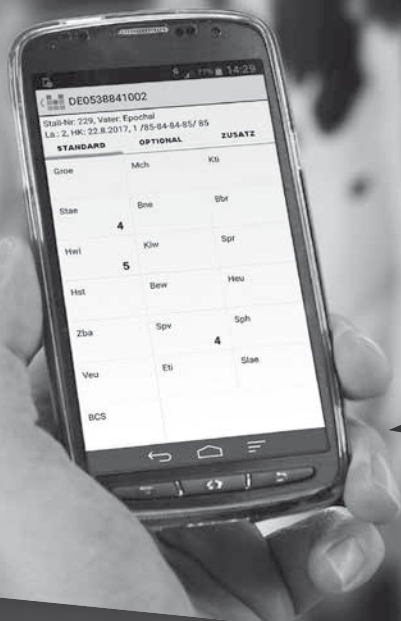 77% 14:29
DE0538841002
Stall-Nr: 229, Vater: Epochal
La.: 2, HK: 22.8.2017, 1 /85-84-84-85/ 85
STANDARD OPTIONAL ZUSATZ
Groe Mch Kti
Stae Bne Bbr
4
Hwi Klw Spr
5
Hst Bew Heu
Zba Spv Sph
4
Veu Eti Slae
BCS